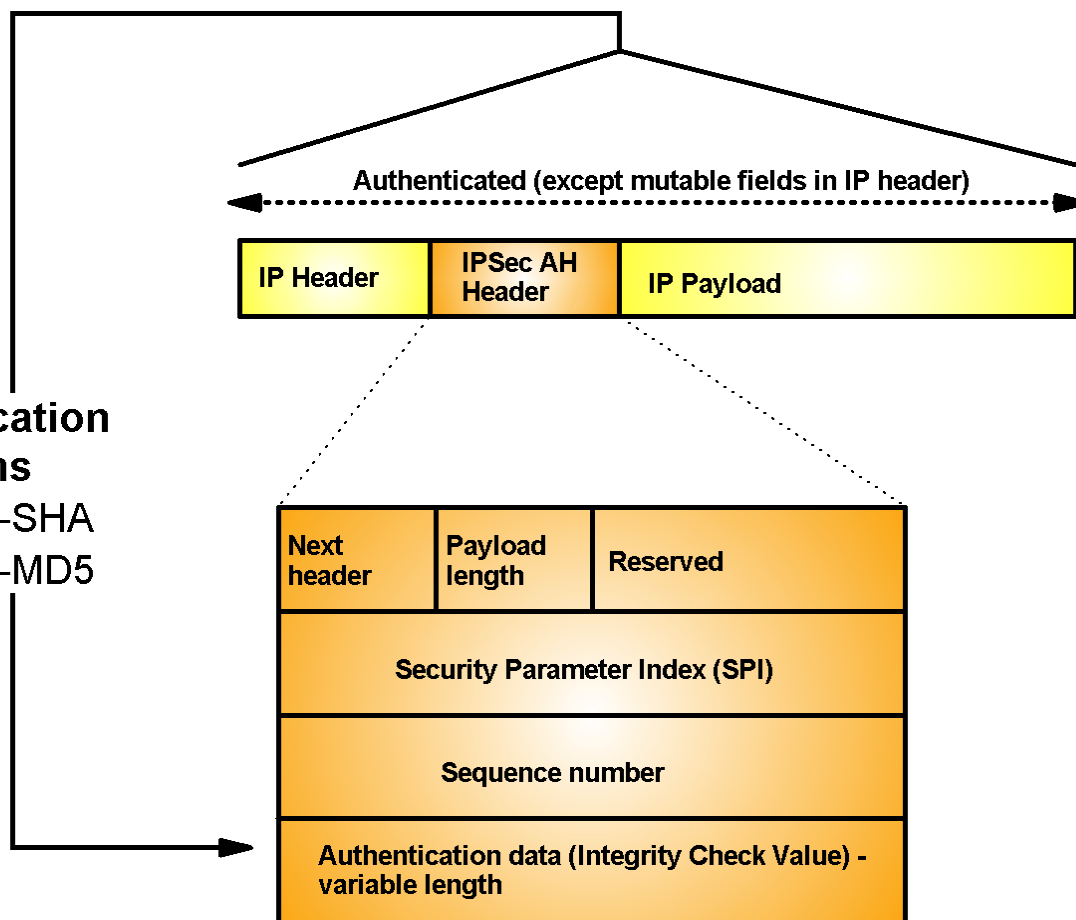 Authenticated (except mutable fields in IP header)
IP Header
IPSec AH
Header
IP Payload
cation
ns
-SHA
-MD5
Next
header
Payload
length
Reserved
Security Parameter Index (SPI)
Sequence number
Authentication data (Integrity Check Value) -
variable length